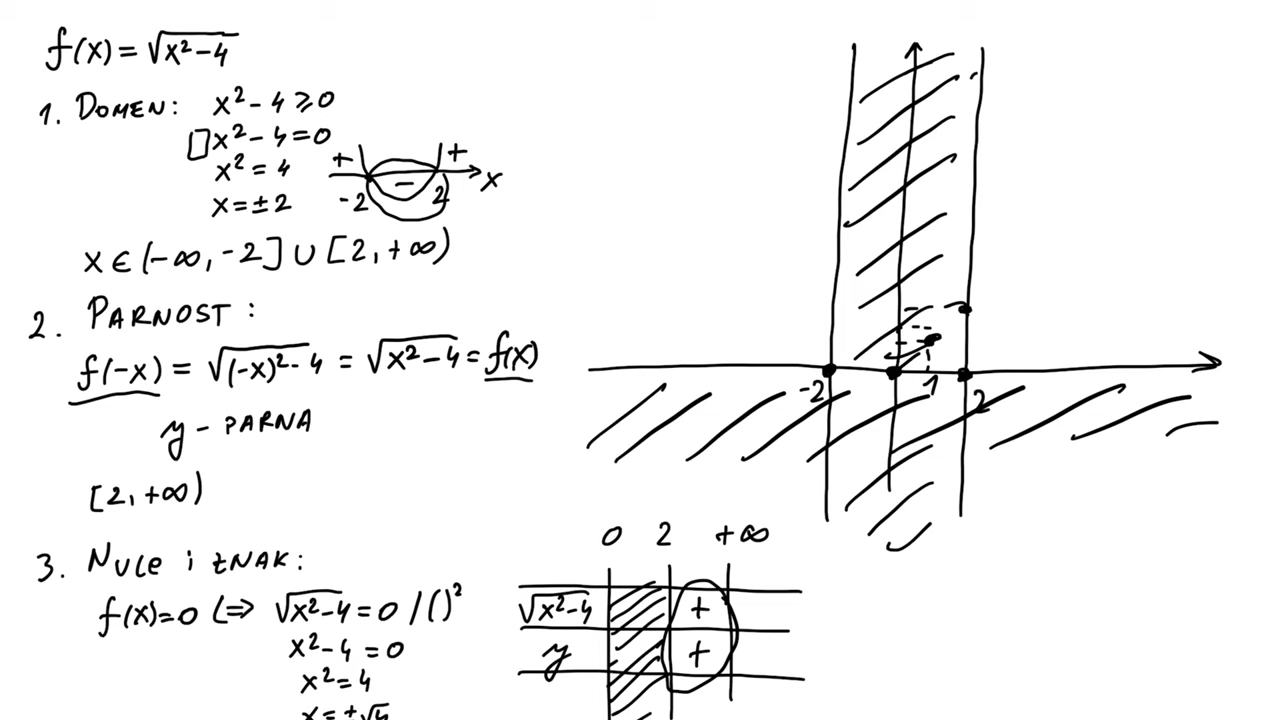 f(x) = √x²-4
1. DOMEN: x² - 4 ≥ 0
x² - 4 = 0
x² = 4
x = ± 2
+ - + x
-2 2
x ∈ (-∞, -2] ∪ [2, +∞)
2. PARNOST:
f(-x) = √(-x)² - 4 = √x² - 4 = f(x)
y - PARNA
[2, +∞)
3. NULE i ZNAK:
f(x)=0 (=> √x²-4 = 0 / ()²
x² - 4 = 0
x² = 4
x = ± √4
-2 1 2
0 2 +∞
√x²-4 +
y +